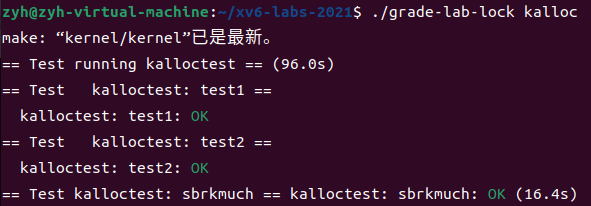 zyh@zyh-virtual-machine:~/xv6-labs-2021$ ./grade-lab-lock kalloc
make: “kernel/kernel”已是最新。
== Test running kalloctest == (96.0s)
== Test   kalloctest: test1 ==
  kalloctest: test1: OK
== Test   kalloctest: test2 ==
  kalloctest: test2: OK
== Test kalloctest: sbrkmuch == kalloctest: sbrkmuch: OK (16.4s)